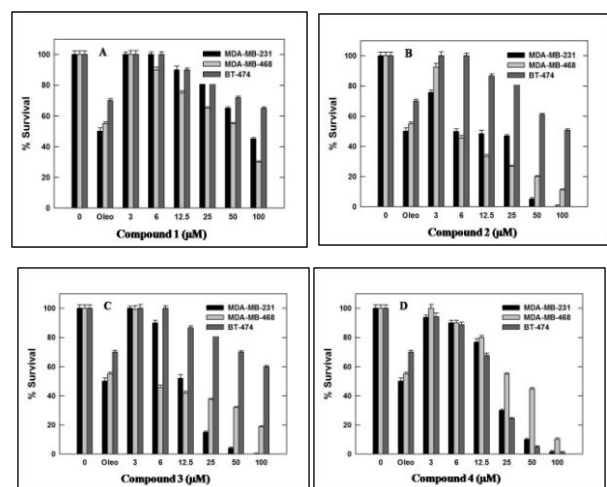 A
MDA-MB-231
MDA-MB-468
BT-474
% Survival
100
80
60
40
20
0
0 Oleo 3 6 12.5 25 50 100
Compound 1 (µM)
B
MDA-MB-231
MDA-MB-468
BT-474
% Survival
100
80
60
40
20
0
0 Oleo 3 6 12.5 25 50 100
Compound 2 (µM)
C
MDA-MB-231
MDA-MB-468
BT-474
% Survival
100
80
60
40
20
0
0 Oleo 3 6 12.5 25 50 100
Compound 3 (µM)
D
MDA-MB-231
MDA-MB-468
BT-474
% Survival
100
80
60
40
20
0
0 Oleo 3 6 12.5 25 50 100
Compound 4 (µM)